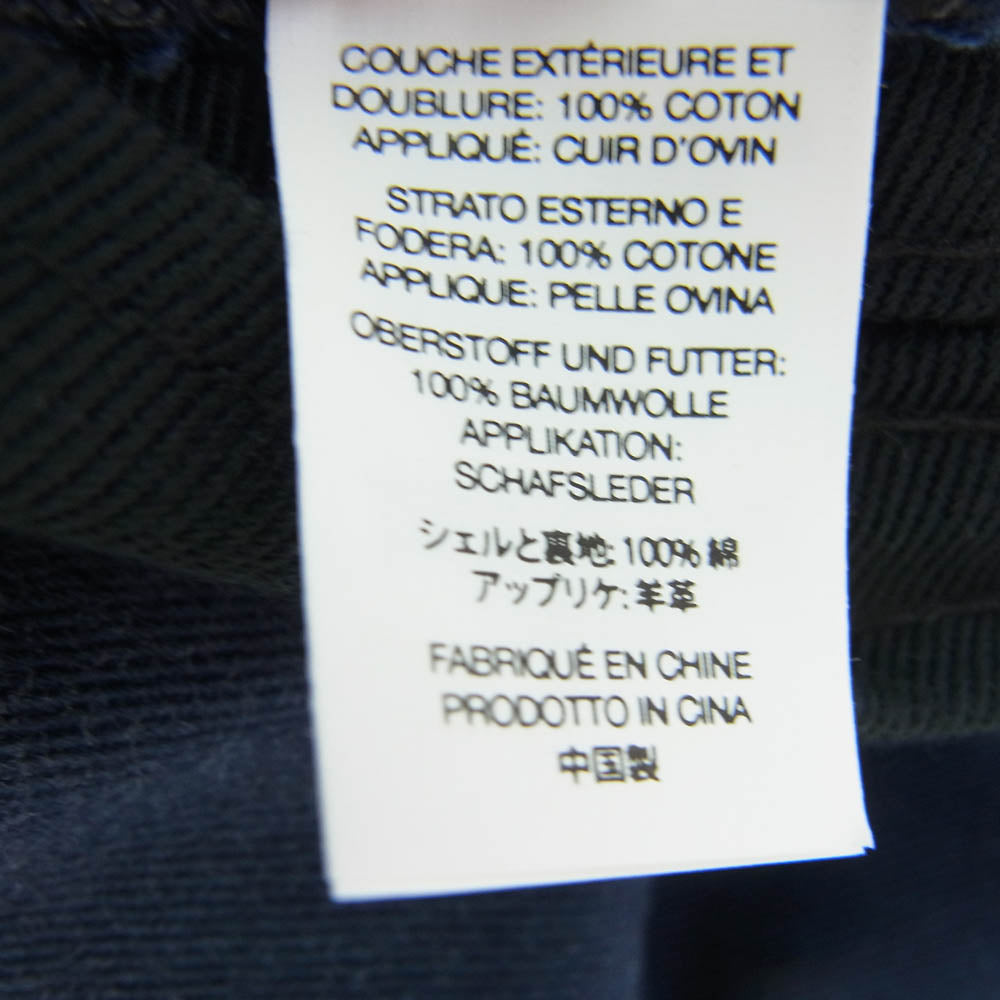 COUCHE EXTÉRIEURE ET
DOUBLURE: 100% COTON
APPLIQUÉ: CUIR D'OVIN
STRATO ESTERNO E
FODERA: 100% COTONE
APPLIQUE: PELLE OVINA
OBERSTOFF UND FUTTER:
100% BAUMWOLLE
APPLIKATION:
SCHAFSLEDER
シェルと裏地: 100% 綿
アップリケ: 羊革
FABRIQUÉ EN CHINE
PRODOTTO IN CINA
中国製